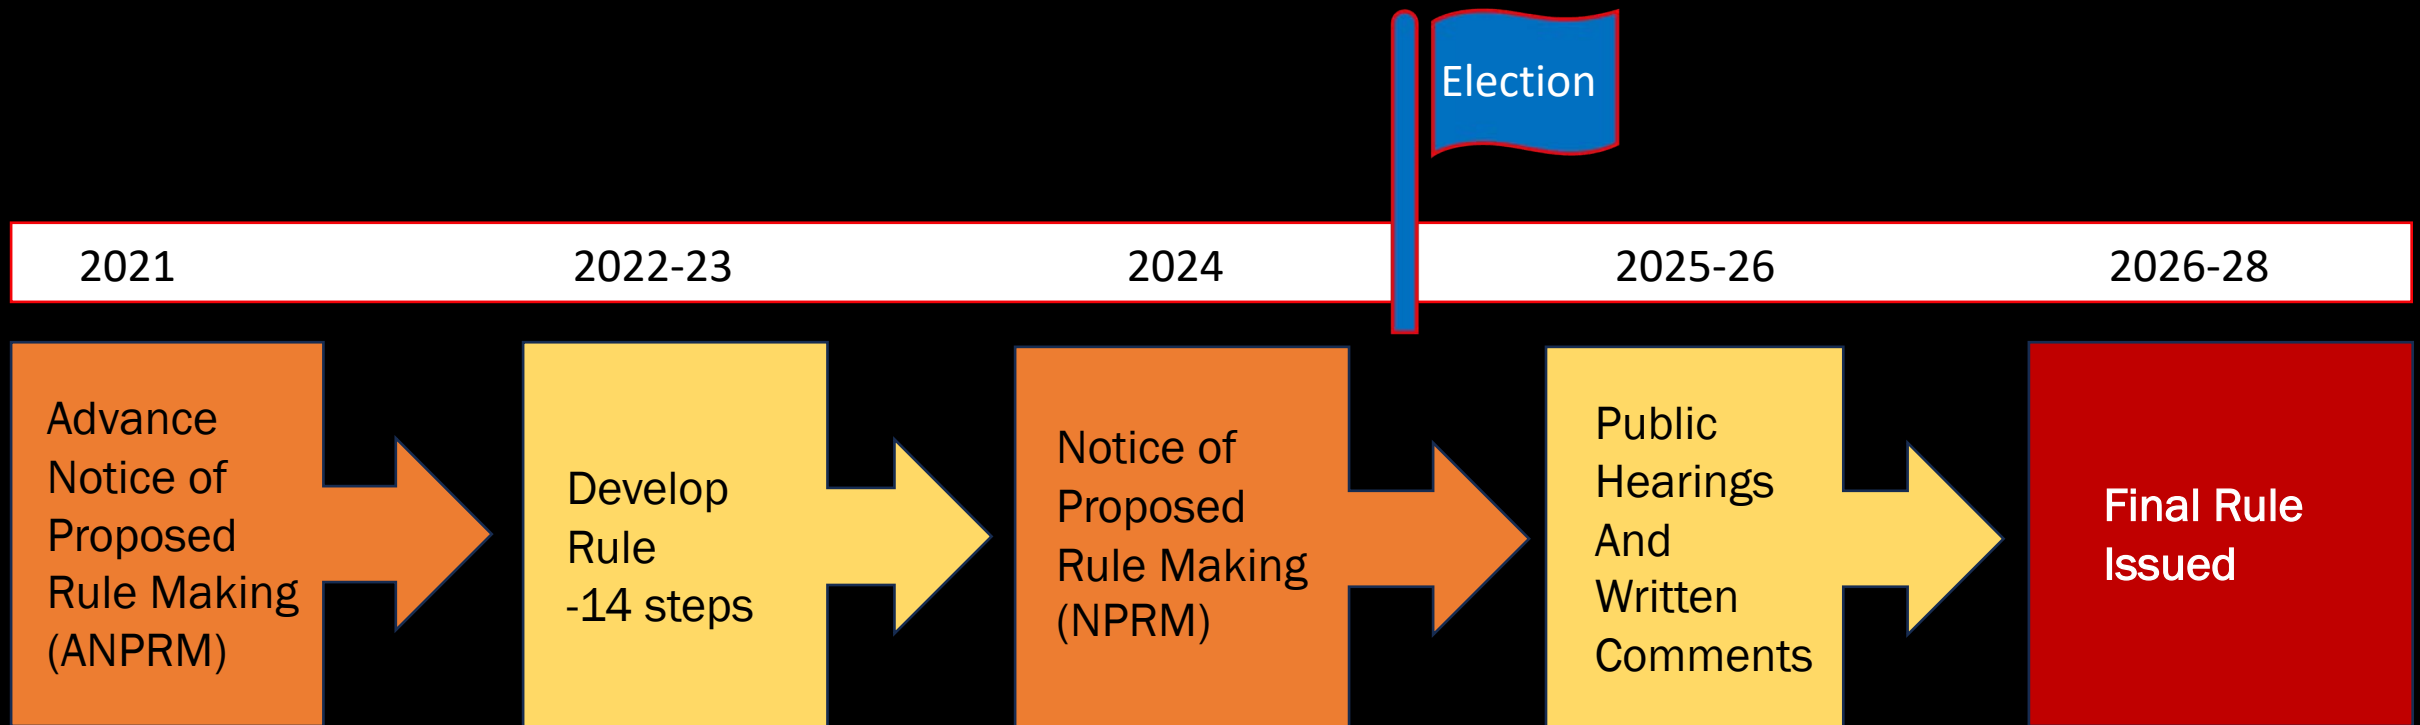 Election
2021
2022-23
2024
2025-26
2026-28
Advance
Notice of
Proposed
Rule Making
(ANPRM)
Develop
Rule
-14 steps
Notice of
Proposed
Rule Making
(NPRM)
Public
Hearings
And
Written
Comments
Final Rule
Issued